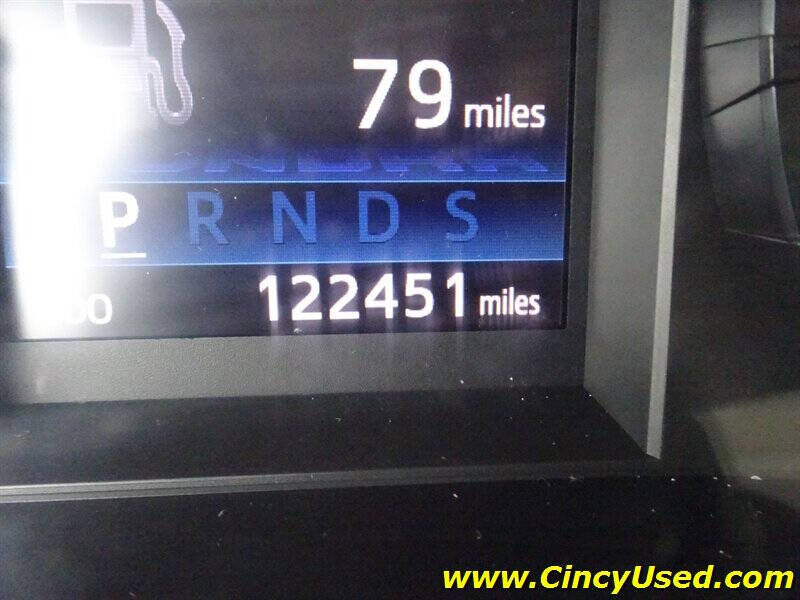 79 miles
P R N D S
122451 miles
www.CincyUsed.com